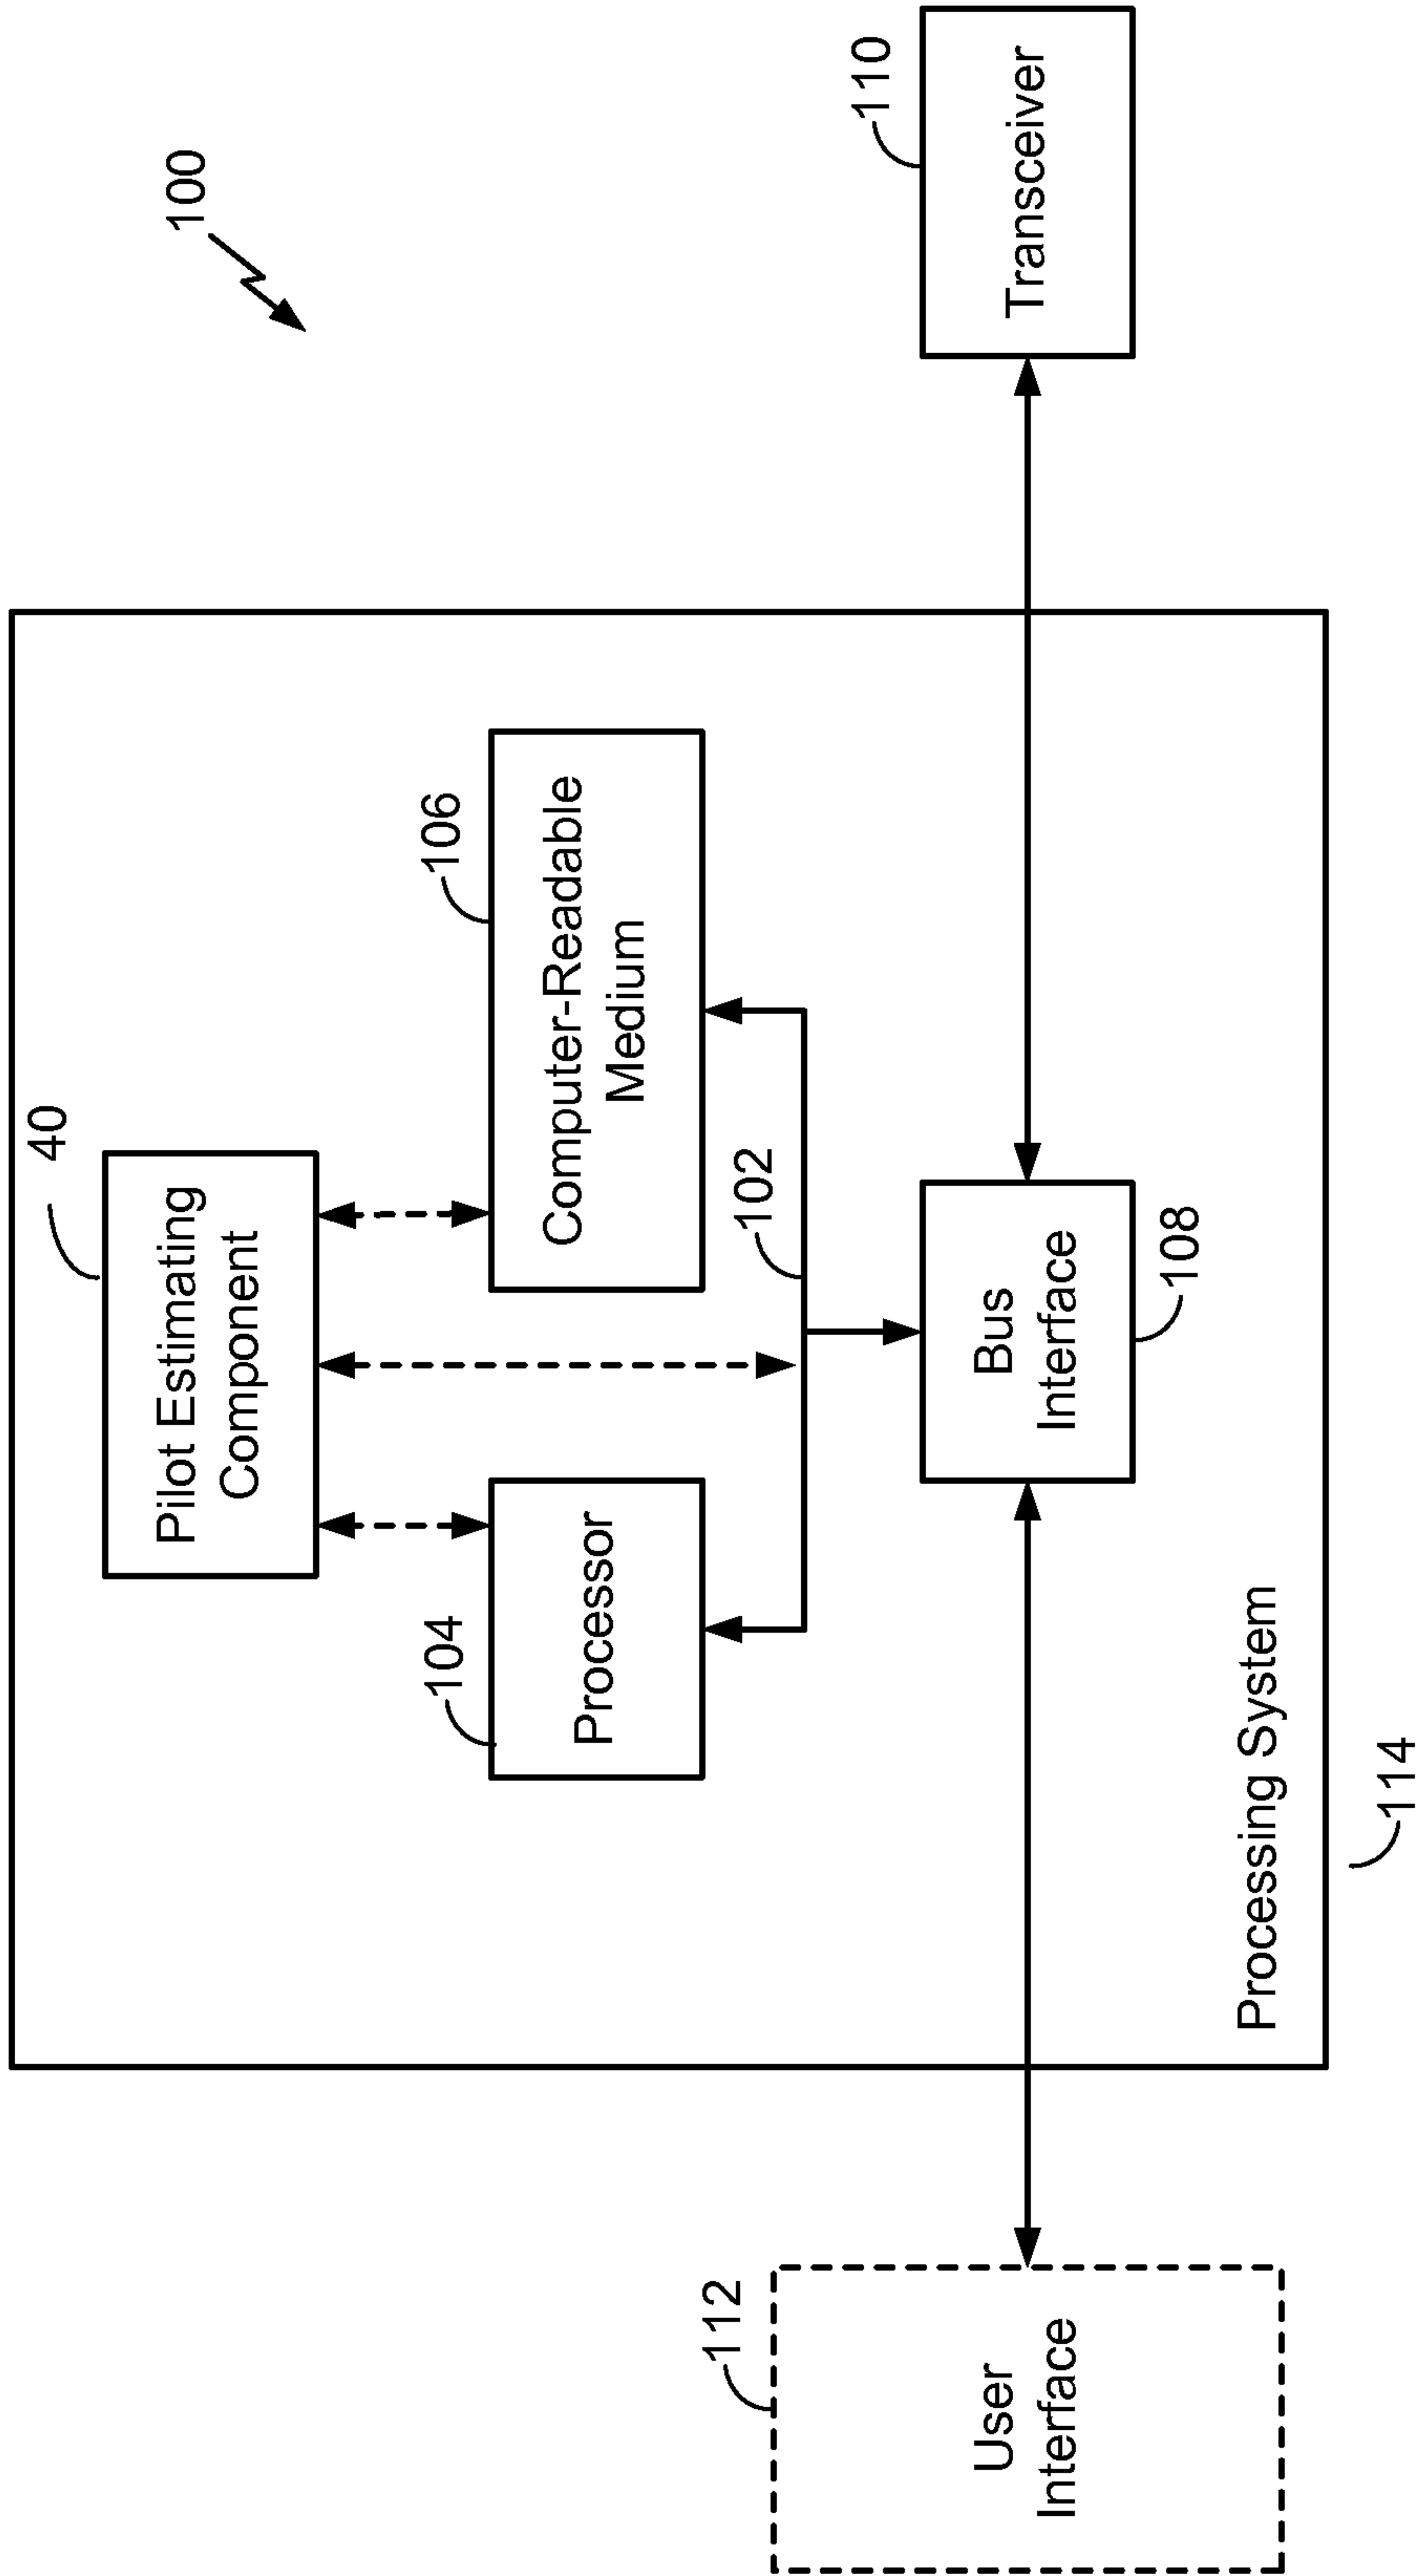 100
40
Pilot Estimating
Component
104
Processor
106
Computer-Readable
Medium
102
110
Transceiver
112
User
Interface
Bus
Interface
108
Processing System
114